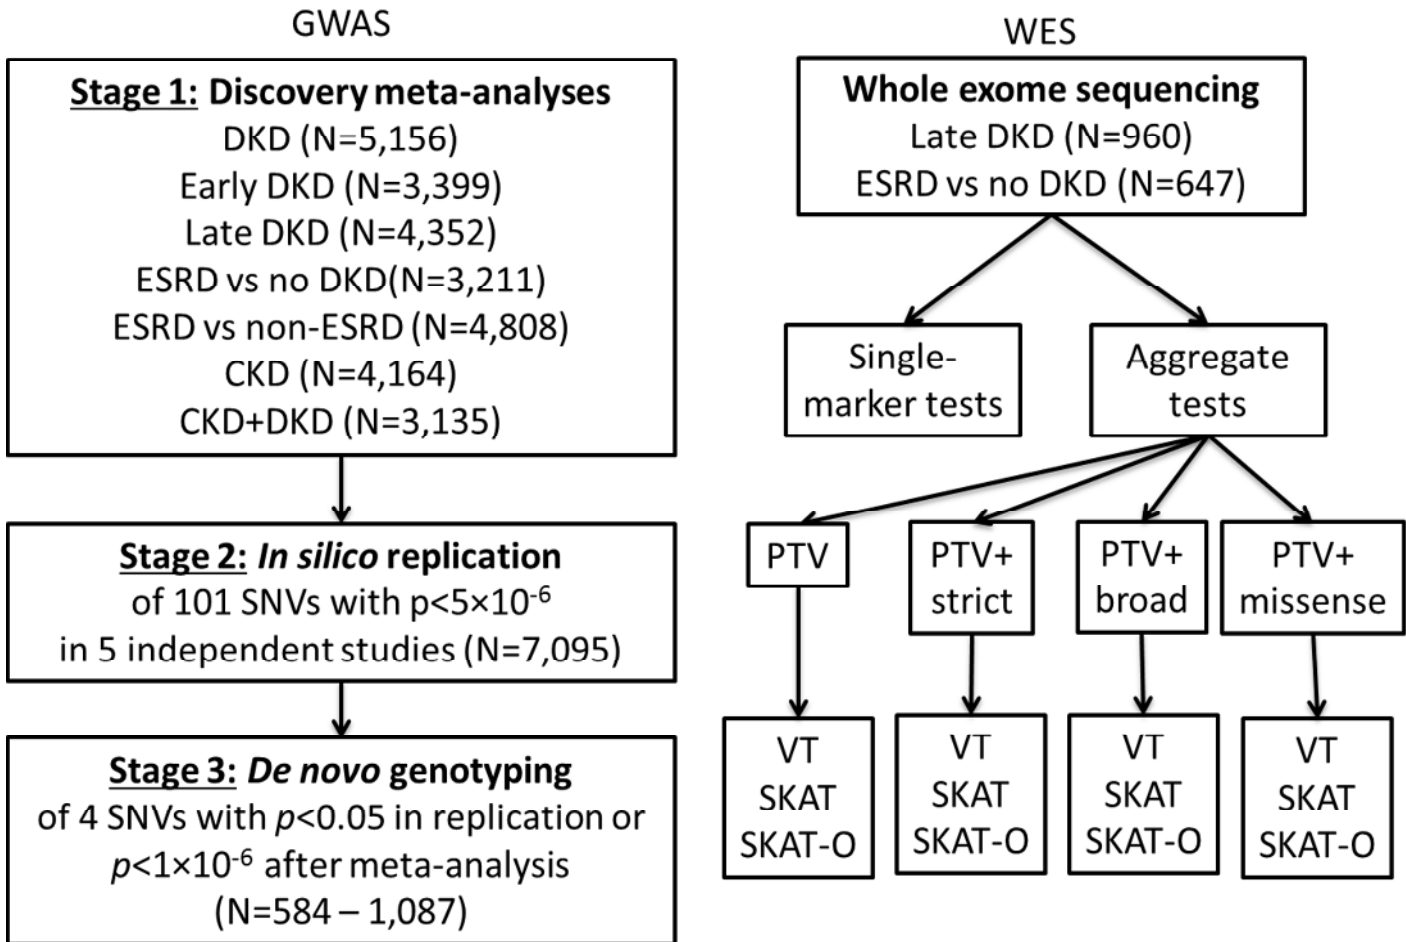 GWAS
Stage 1: Discovery meta-analyses
DKD (N=5,156)
Early DKD (N=3,399)
Late DKD (N=4,352)
ESRD vs no DKD(N=3,211)
ESRD vs non-ESRD (N=4,808)
CKD (N=4,164)
CKD+DKD (N=3,135)
Stage 2: In silico replication
of 101 SNVs with p<5×10⁻⁶
in 5 independent studies (N=7,095)
Stage 3: De novo genotyping
of 4 SNVs with p<0.05 in replication or
p<1×10⁻⁶ after meta-analysis
(N=584 – 1,087)
WES
Whole exome sequencing
Late DKD (N=960)
ESRD vs no DKD (N=647)
Single-
marker tests
Aggregate
tests
PTV
PTV+
strict
PTV+
broad
PTV+
missense
VT
SKAT
SKAT-O
VT
SKAT
SKAT-O
VT
SKAT
SKAT-O
VT
SKAT
SKAT-O